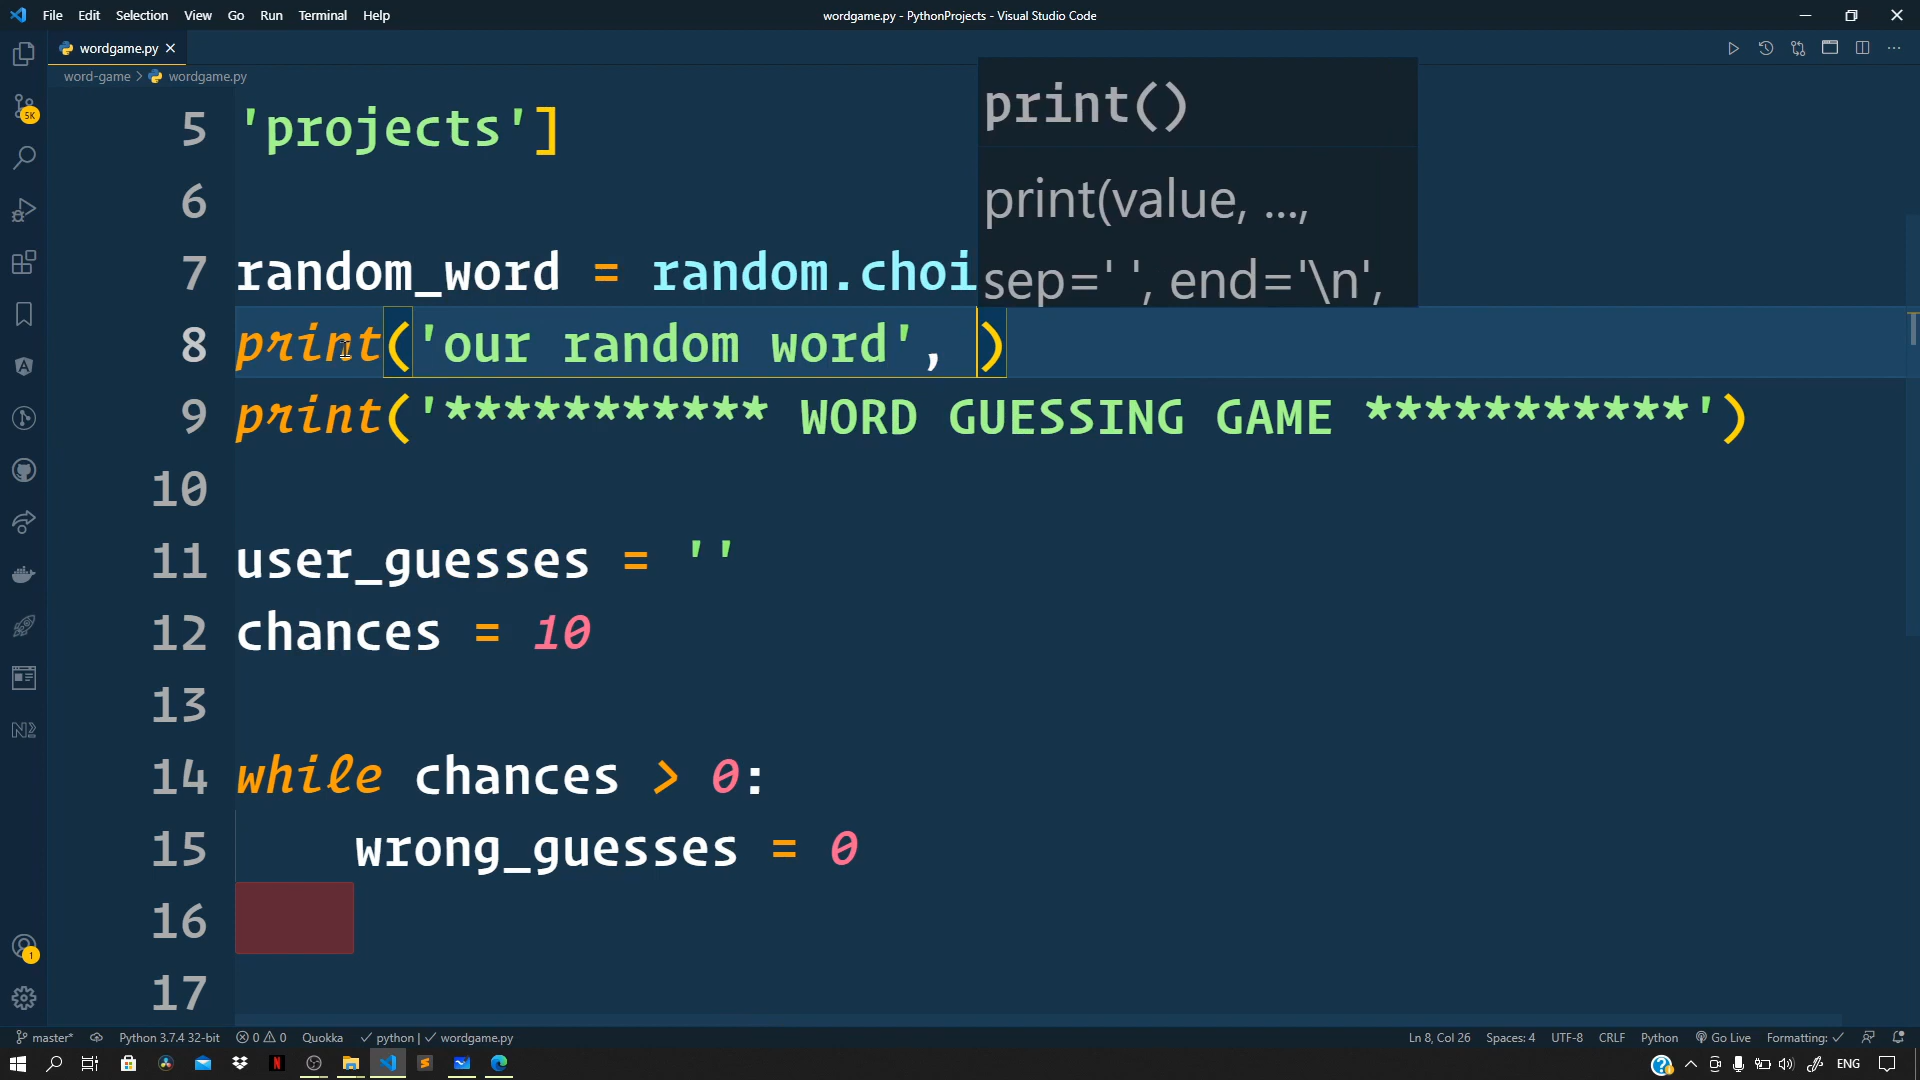 File Edit Selection View Go Run Terminal Help
wordgame.py - PythonProjects - Visual Studio Code
wordgame.py
word-game > wordgame.py
print()
print(value, ...,
sep=' ', end='\n',
5 'projects']
6
7 random_word = random.choi
8 print('our random word', )
9 print('*********** WORD GUESSING GAME ***********')
10
11 user_guesses = ''
12 chances = 10
13
14 while chances > 0:
15 wrong_guesses = 0
16
17
5K
1
master* Python 3.7.4 32-bit 0 0 Quokka python | wordgame.py
Ln 8, Col 26 Spaces: 4 UTF-8 CRLF Python Go Live Formatting:
ENG